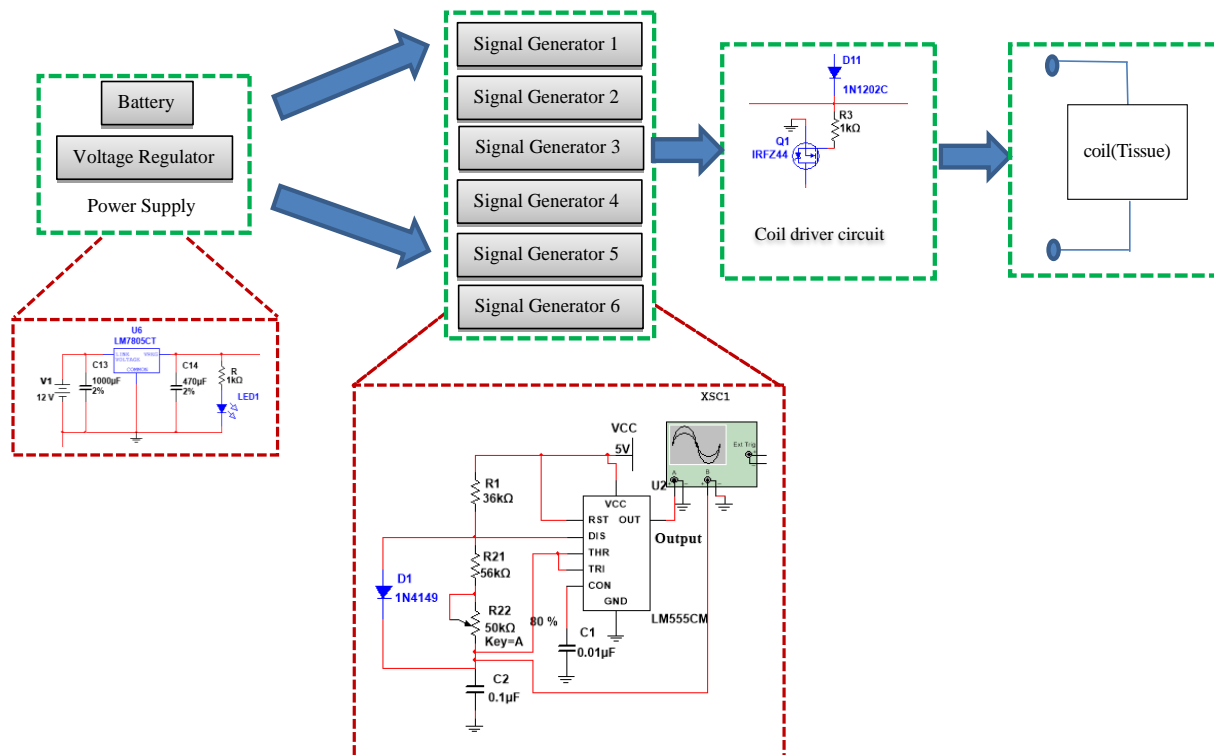 Battery
Voltage Regulator
Power Supply
Signal Generator 1
Signal Generator 2
Signal Generator 3
Signal Generator 4
Signal Generator 5
Signal Generator 6
D11
1N1202C
R3
1kΩ
Q1
IRFZ44
Coil driver circuit
coil(Tissue)
U6
LM7805CT
LINE VREG
VOLTAGE
COMMON
V1
12 V
C13
1000µF
2%
C14
470µF
2%
R
1kΩ
LED1
XSC1
Ext Trig
+
-
A
B
+ -
+ -
VCC
5V
U2
R1
36kΩ
VCC
RST OUT
DIS
THR
TRI
CON
GND
Output
LM555CM
R21
56kΩ
D1
1N4149
R22
50kΩ
Key=A
80 %
C1
0.01µF
C2
0.1µF